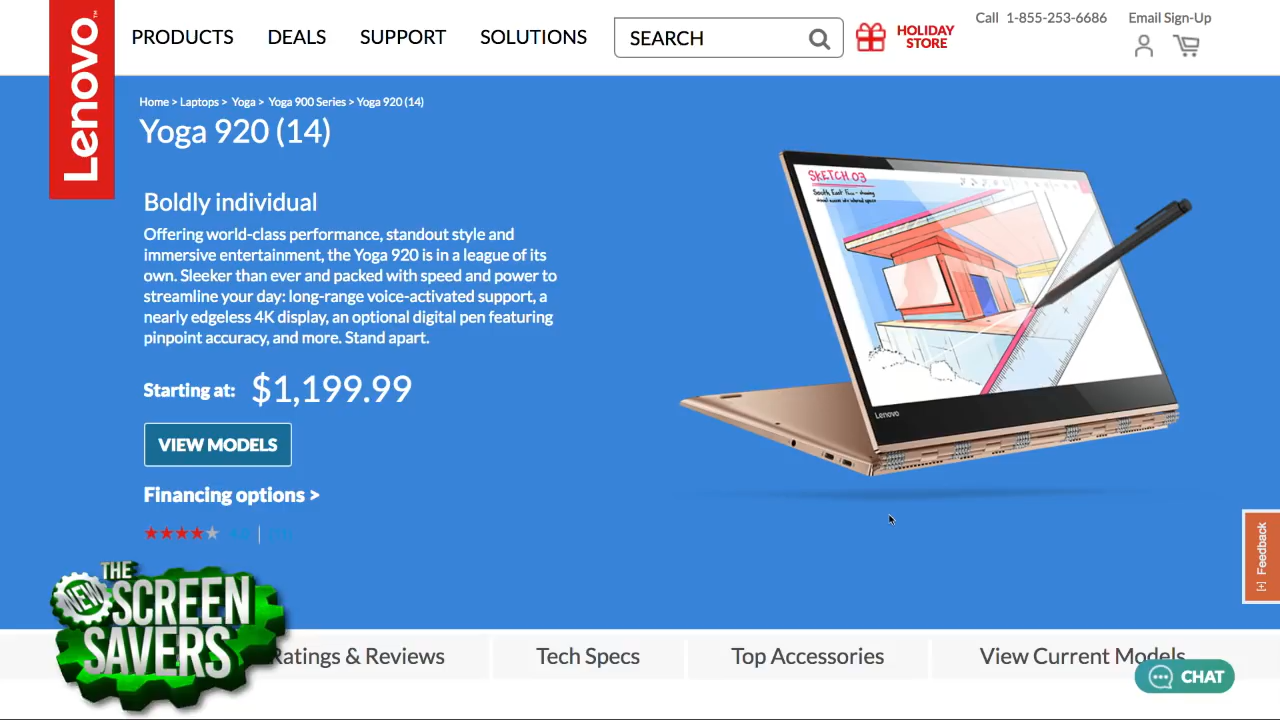 Lenovo
PRODUCTS
DEALS
SUPPORT
SOLUTIONS
SEARCH
HOLIDAY
STORE
Call 1-855-253-6686
Email Sign-Up
Home > Laptops > Yoga > Yoga 900 Series > Yoga 920 (14)
Yoga 920 (14)
Boldly individual
Offering world-class performance, standout style and
immersive entertainment, the Yoga 920 is in a league of its
own. Sleeker than ever and packed with speed and power to
streamline your day: long-range voice-activated support, a
nearly edgeless 4K display, an optional digital pen featuring
pinpoint accuracy, and more. Stand apart.
Starting at: $1,199.99
VIEW MODELS
Financing options >
SKETCH 03
Lenovo
[+] Feedback
THE
NEW
SCREEN
SAVERS
Ratings & Reviews
Tech Specs
Top Accessories
View Current Models
CHAT